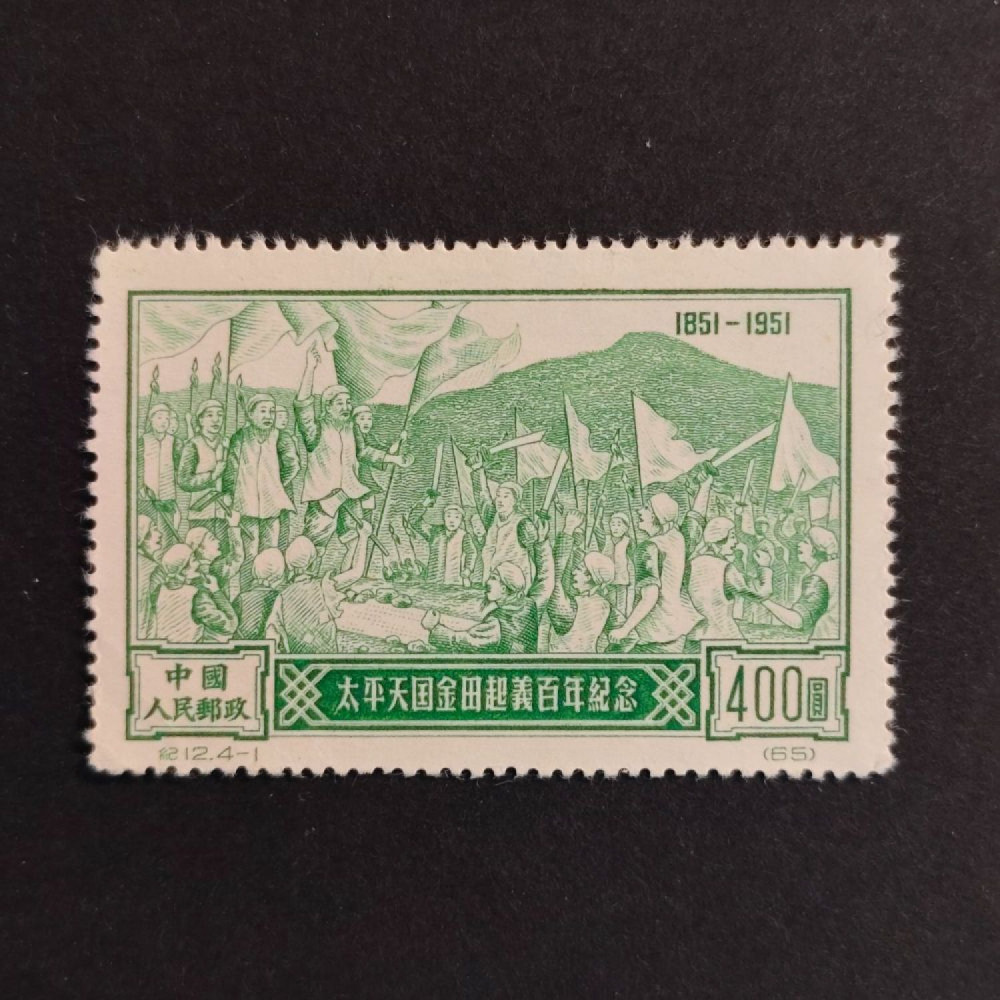 1851-1951
中國
人民郵政
太平天囯金田起義百年紀念
400圓
紀12.4-1
(65)